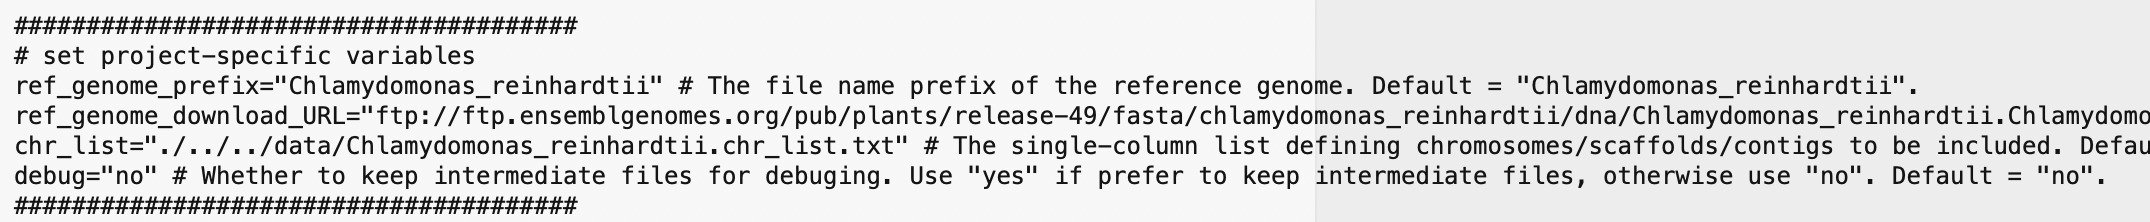 #######################################
# set project-specific variables
ref_genome_prefix="Chlamydomonas_reinhardtii" # The file name prefix of the reference genome. Default = "Chlamydomonas_reinhardtii".
ref_genome_download_URL="ftp://ftp.ensemblgenomes.org/pub/plants/release-49/fasta/chlamydomonas_reinhardtii/dna/Chlamydomonas_reinhardtii.Chlamydomo
chr_list="./../../data/Chlamydomonas_reinhardtii.chr_list.txt" # The single-column list defining chromosomes/scaffolds/contigs to be included. Defau
debug="no" # Whether to keep intermediate files for debuging. Use "yes" if prefer to keep intermediate files, otherwise use "no". Default = "no".
#######################################